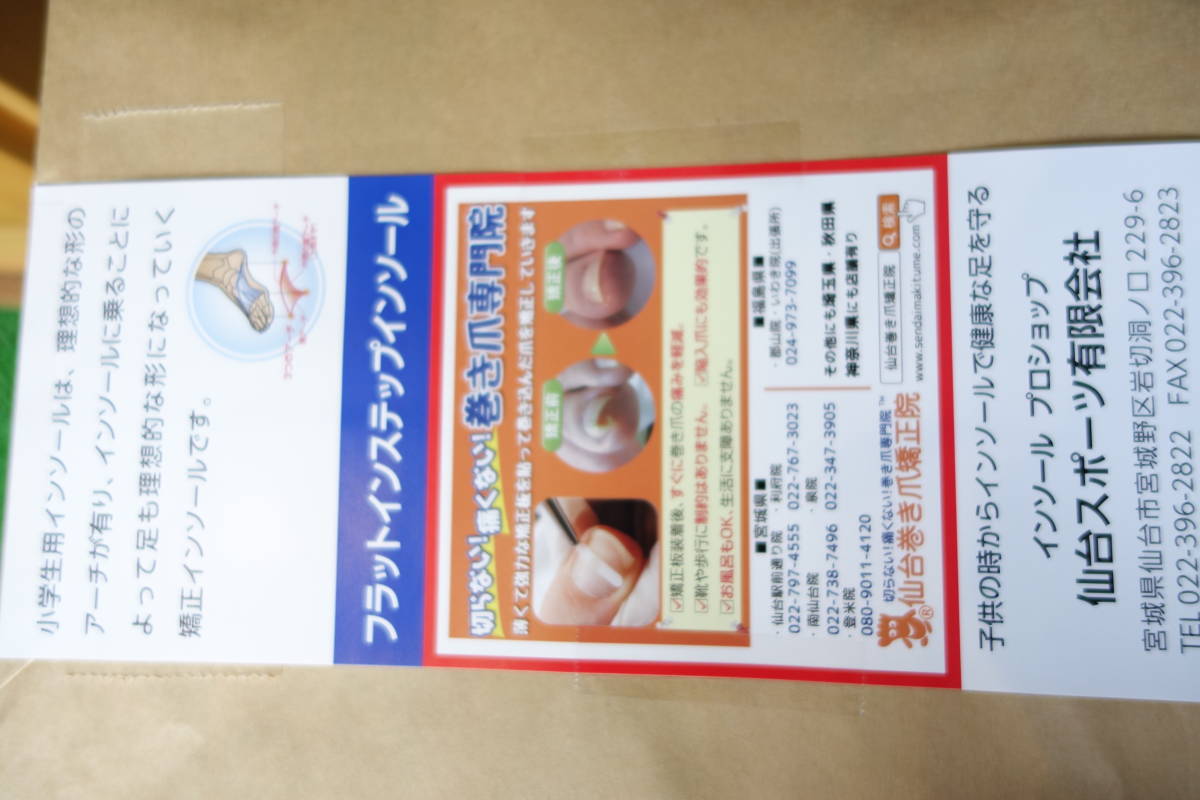 小学生用インソールは、理想的な形の
アーチが有り、インソールに乗ることに
よって足も理想的な形になっていく
矯正インソールです。
フラットインステップインソール
切らない!痛くない!巻き爪専門院
薄くて強力な矯正板を貼って巻き込んだ爪を補正していきます
矯正前
矯正後
☑矯正板装着後、すぐに巻き爪の痛みを軽減。
☑靴や歩行に制約はありません。 ☑陥入爪にも効果的です。
☑お風呂もOK、生活に支障ありません。
■宮城県■
・仙台駅前通り院 ・利府院
022-797-4555 022-767-3023
・南仙台院 ・泉院
022-738-7496 022-347-3905
・登米院
080-9011-4120
■福島県■
・郡山院・いわき院(出張所)
024-973-7099
その他にも埼玉県・秋田県
神奈川県にも店舗有り
切らない!痛くない!巻き爪専門院™
®仙台巻き爪矯正院
仙台巻き爪矯正院 検索
www.sendaimakitume.com
子供の時からインソールで健康な足を守る
インソール プロショップ
仙台スポーツ有限会社
宮城県仙台市宮城野区岩切洞ノ口 229-6
TEL 022-396-2822 FAX 022-396-2823